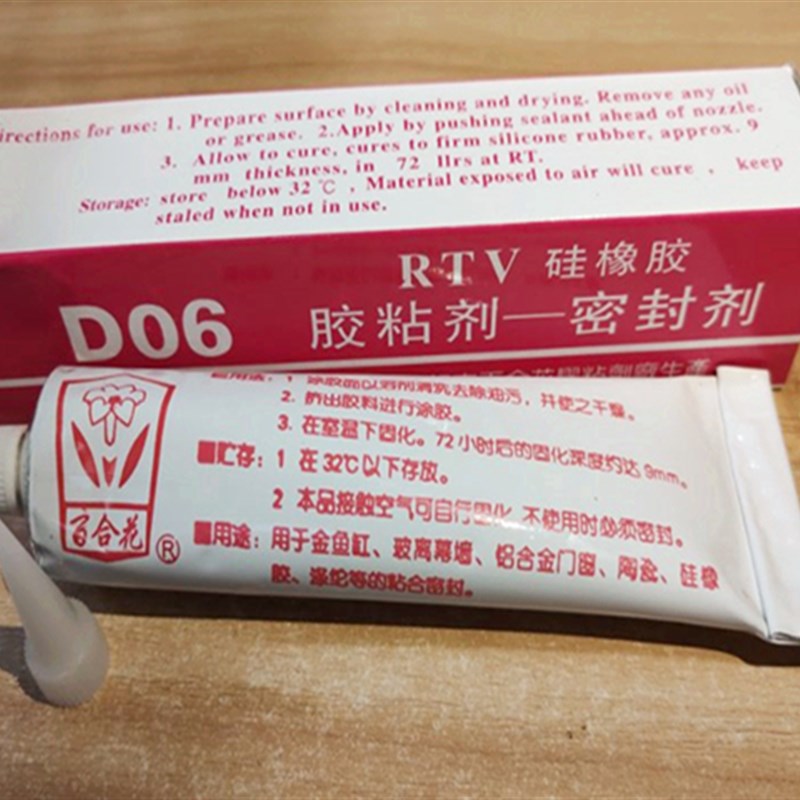 irections for use: 1. Prepare surface by cleaning and drying. Remove any oil
or grease. 2.Apply by pushing sealant ahead of nozzle.
3. Allow to cure, cures to firm silicone rubber, approx. 9
mm thickness, in 72 llrs at RT.
Storage: store below 32℃, Material exposed to air will cure , keep
staled when not in use.
RTV 硅橡胶
D06
胶粘剂—密封剂
2. 挤出胶料进行涂胶。
3. 在室温下固化。72小时后的固化深度约达9mm。
■贮存：1 在32℃以下存放。
2 本品接触空气可自行固化 不使用时必须密封。
■用途：用于金鱼缸、玻离幕墙、铝合金门窗、陶瓷、硅橡
胶、涤纶等的粘合密封。
百合花®